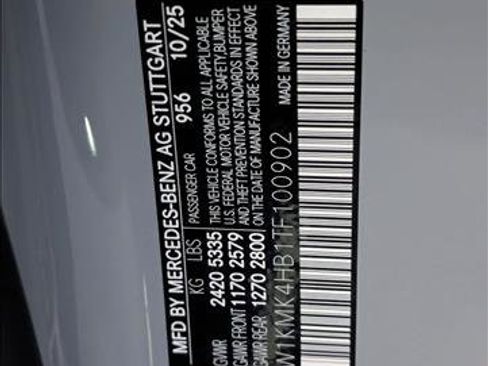 MFD BY MERCEDES-BENZ AG STUTTGART
956 10/25
KG LBS PASSENGER CAR
GVWR 2420 5335 THIS VEHICLE CONFORMS TO ALL APPLICABLE
GAWR FRONT 1170 2579 U.S. FEDERAL MOTOR VEHICLE SAFETY, BUMPER
AND THEFT PREVENTION STANDARDS IN EFFECT
GAWR REAR 1270 2800 ON THE DATE OF MANUFACTURE SHOWN ABOVE
W1KMK4HB1TF100902 MADE IN GERMANY